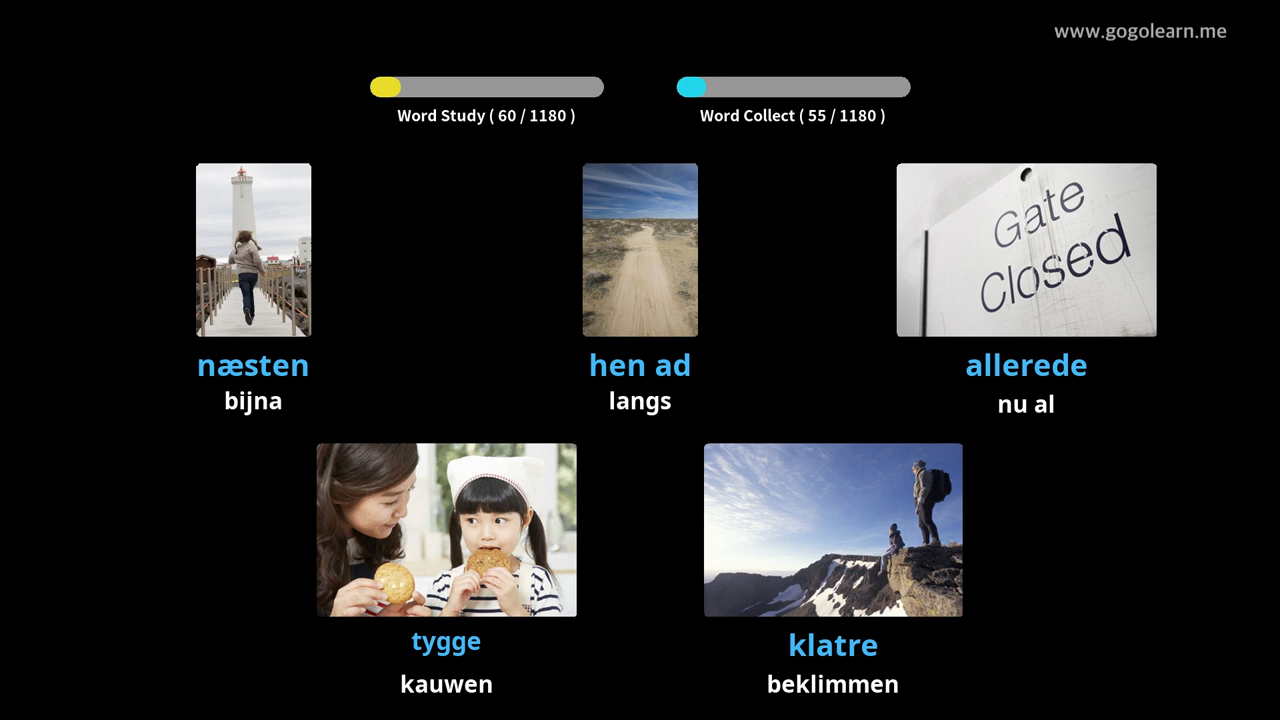 www.gogolearn.me
Word Study ( 60 / 1180 )
Word Collect ( 55 / 1180 )
Gate
Closed
næsten
bijna
hen ad
langs
allerede
nu al
tygge
kauwen
klatre
beklimmen